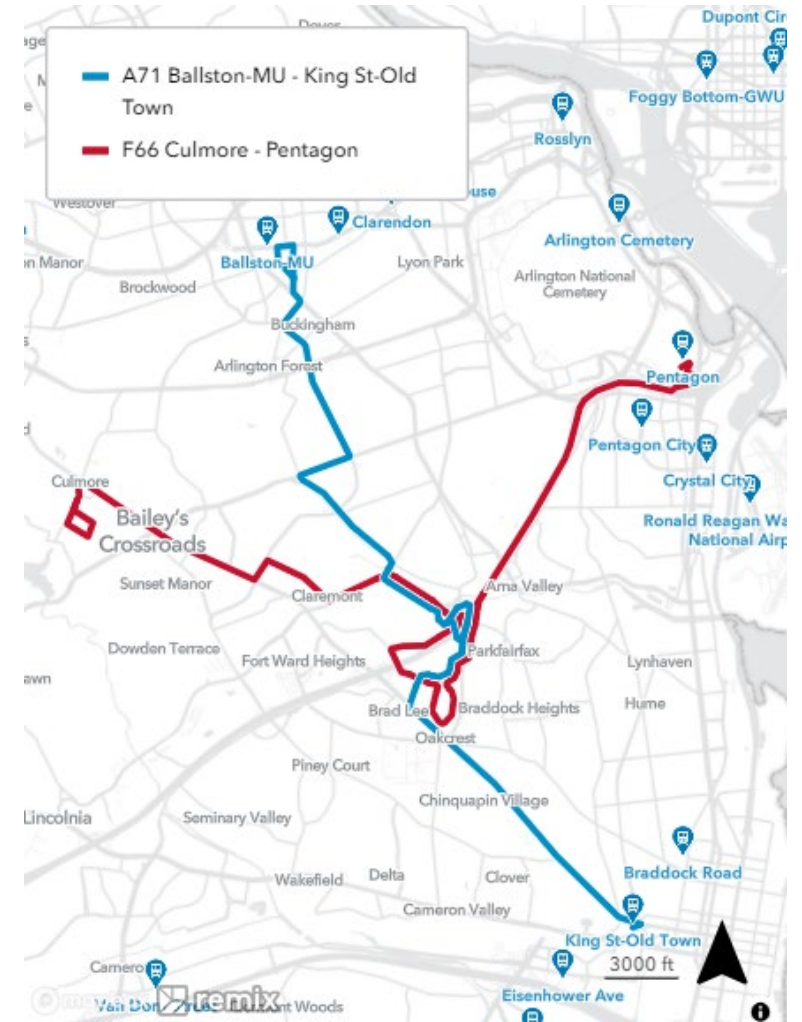 Dover
Dupont Cir
A71 Ballston-MU - King St-Old
Town
F66 Culmore - Pentagon
Foggy Bottom-GWU
Rosslyn
Westover
Clarendon
Arlington Cemetery
on Manor
Ballston-MU
Lyon Park
Brockwood
Arlington National
Cemetery
Buckingham
Arlington Forest
Pentagon
Pentagon City
Culmore
Crystal City
Bailey's
Crossroads
Ronald Reagan Wa
National Airp
Sunset Manor
Claremont
Arna Valley
Dowden Terrace
Fort Ward Heights
Parkfairfax
Lynhaven
Brad Lee
Braddock Heights
Hume
Oakcrest
Piney Court
Chinquapin Village
Lincolnia
Seminary Valley
Braddock Road
Wakefield
Delta
Clover
Cameron Valley
King St-Old Town
3000 ft
Camero
Eisenhower Ave
remix